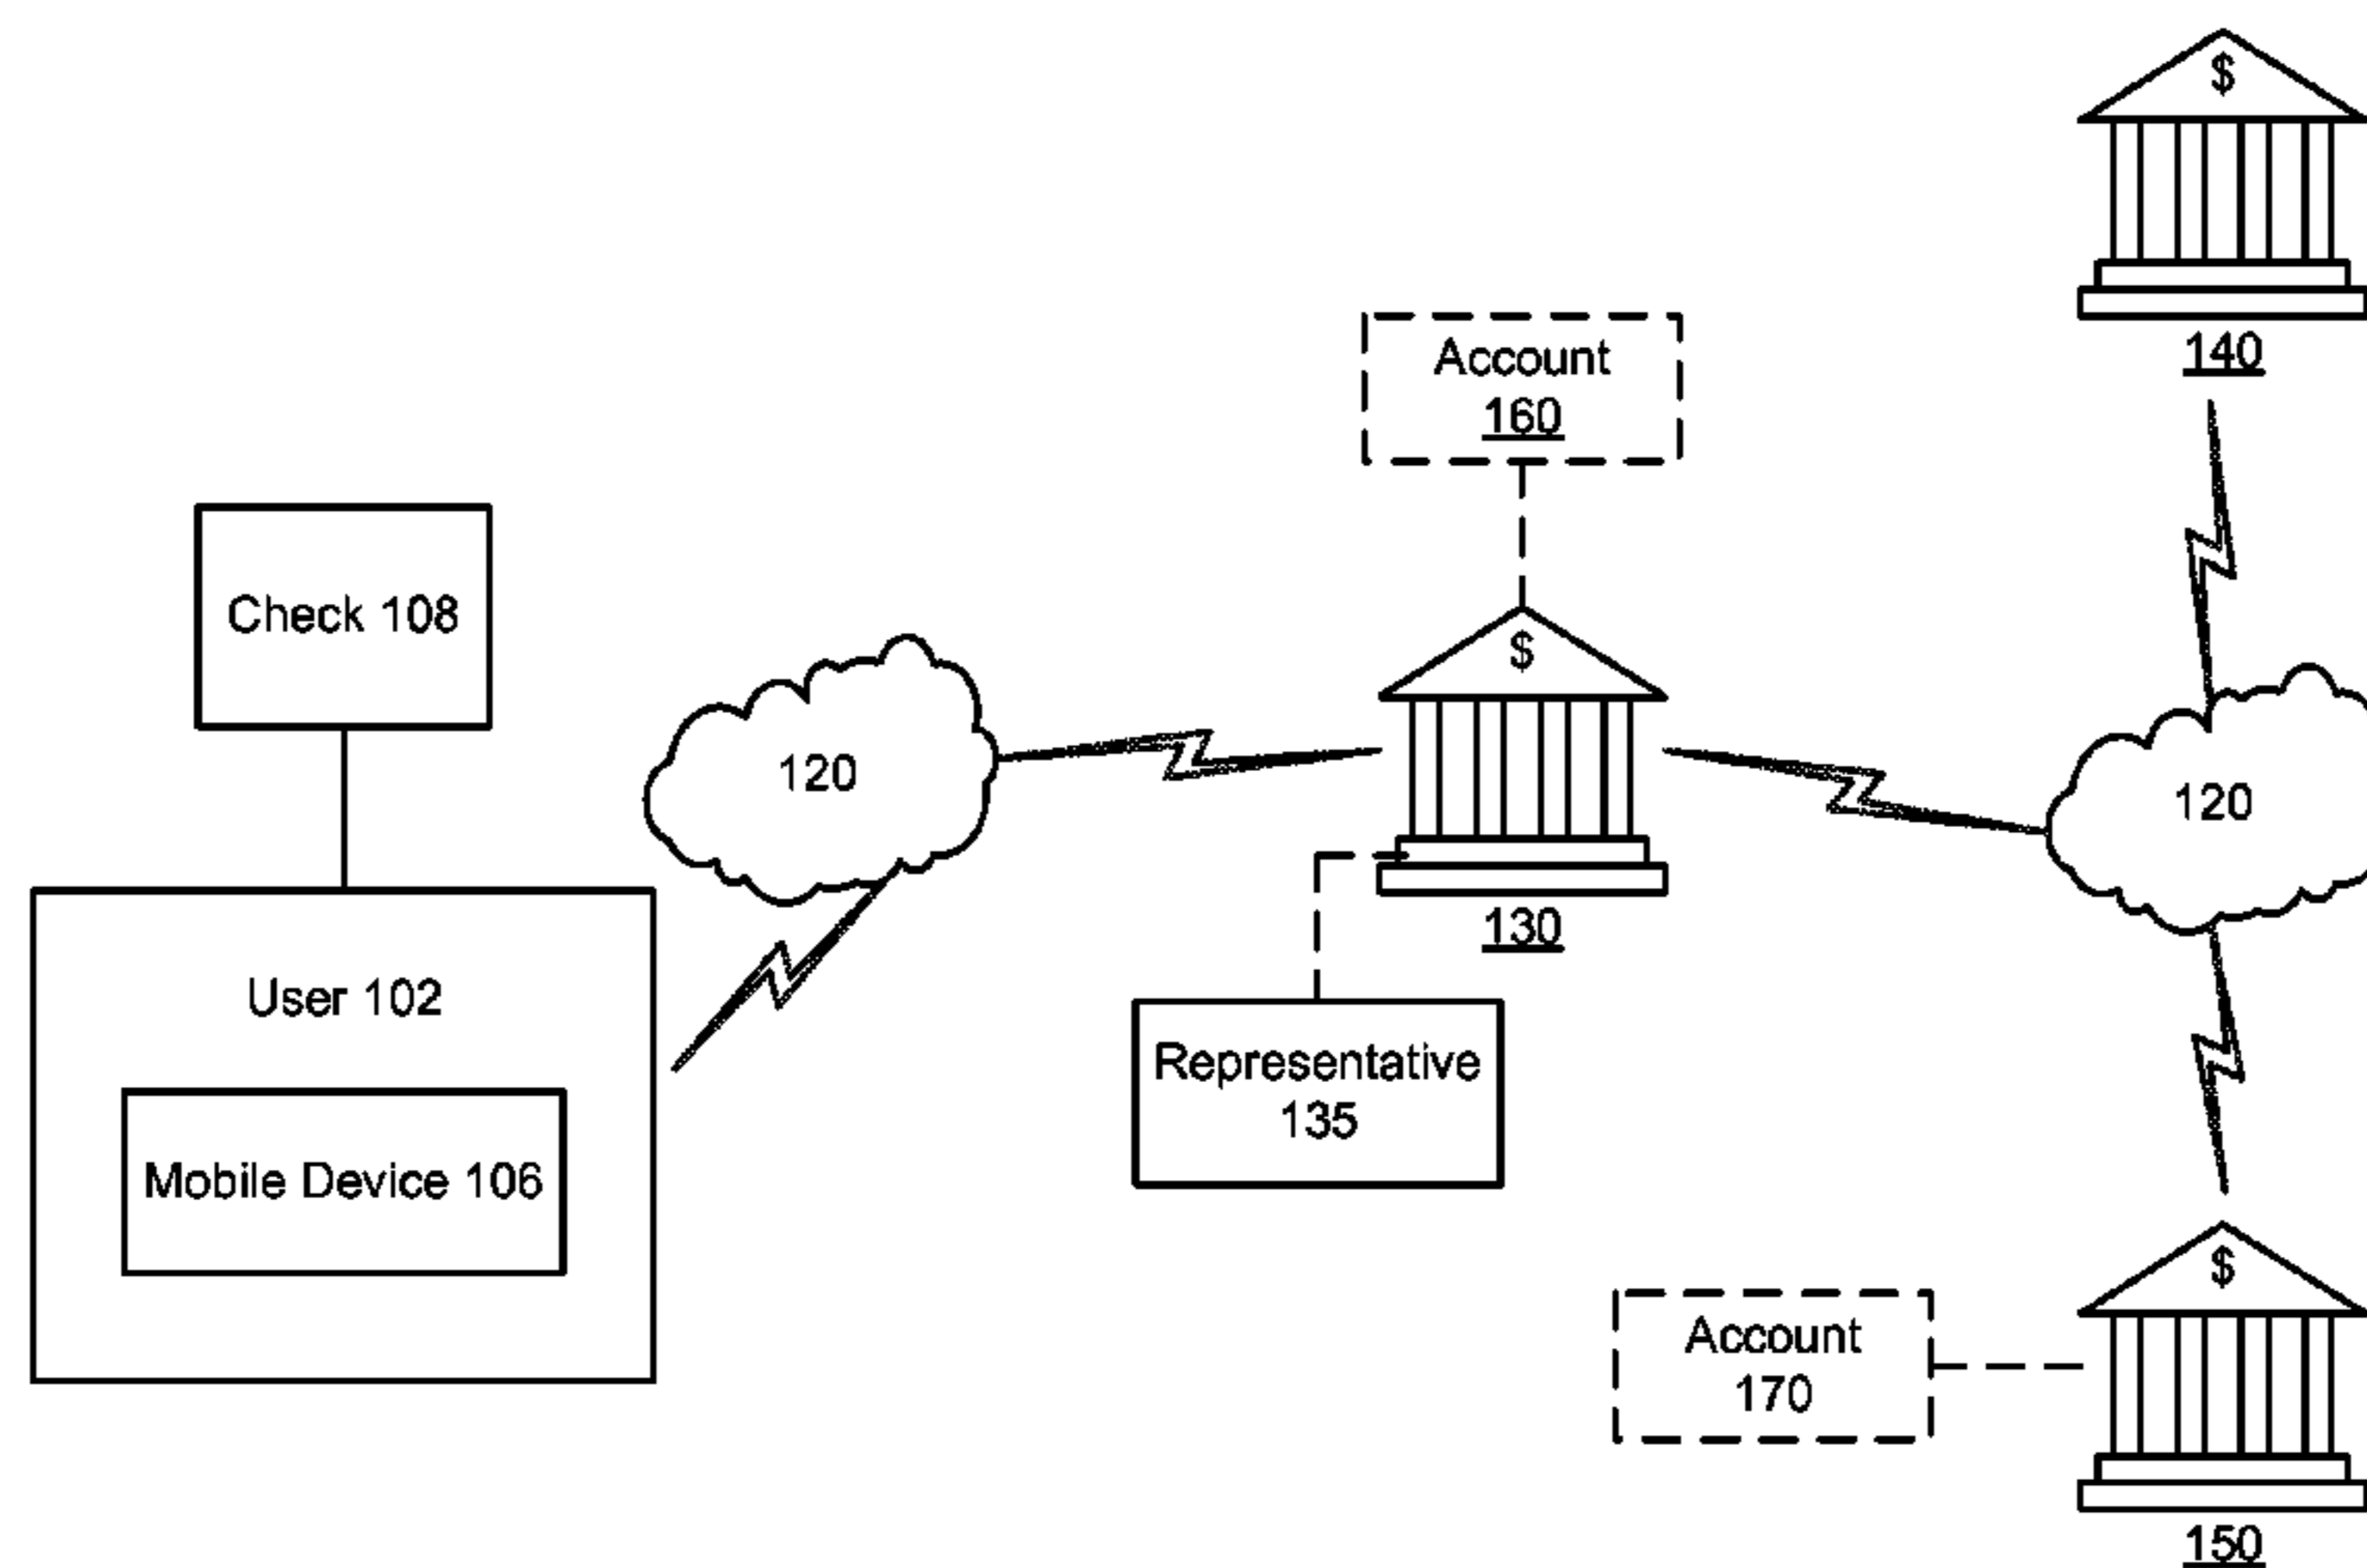 $
140
Account
160
Check 108
$
120
120
130
User 102
Representative
135
Mobile Device 106
$
Account
170
150